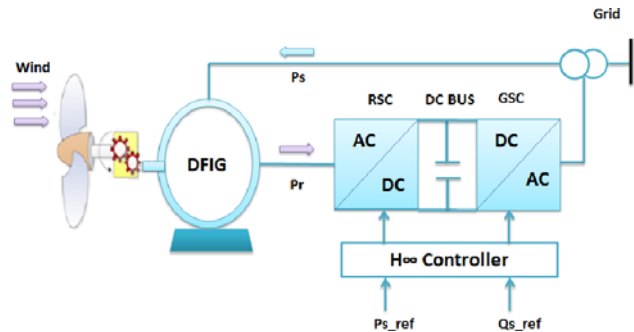 Grid
Wind
Ps
RSC DC BUS GSC
AC
DC
DC
AC
DFIG
Pr
H∞ Controller
Ps_ref
Qs_ref